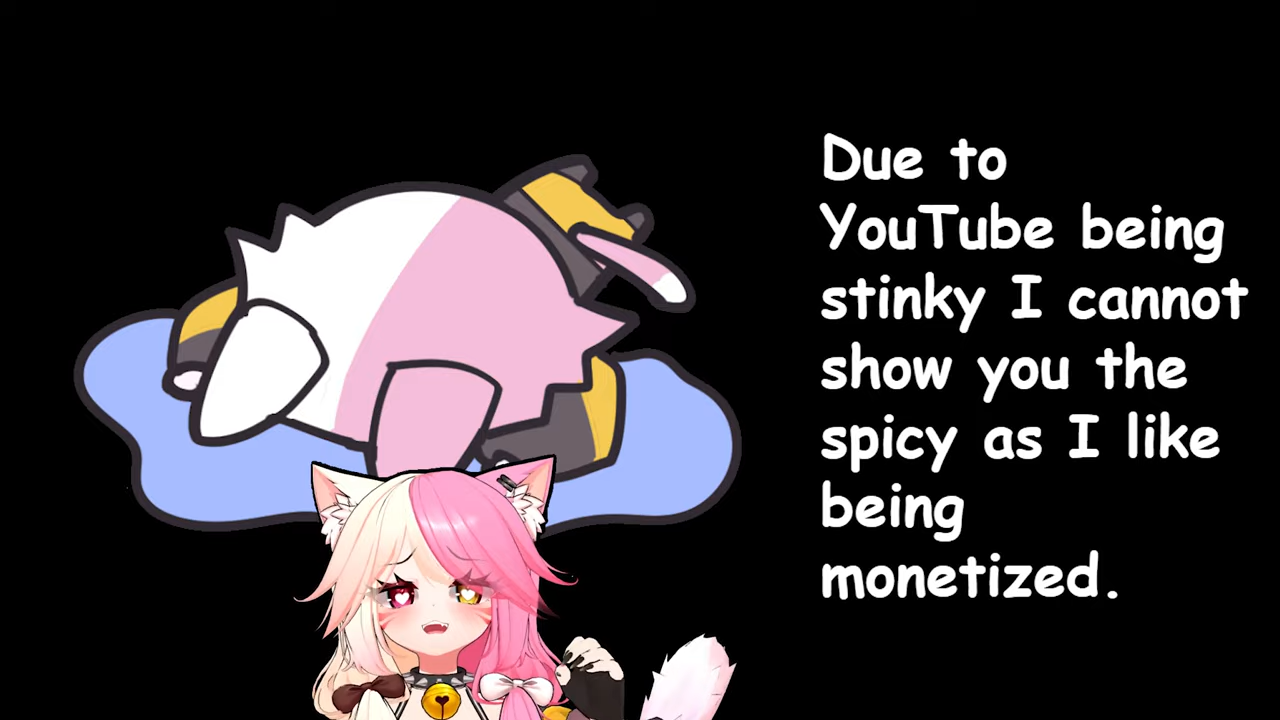 Due to
YouTube being
stinky I cannot
show you the
spicy as I like
being
monetized.